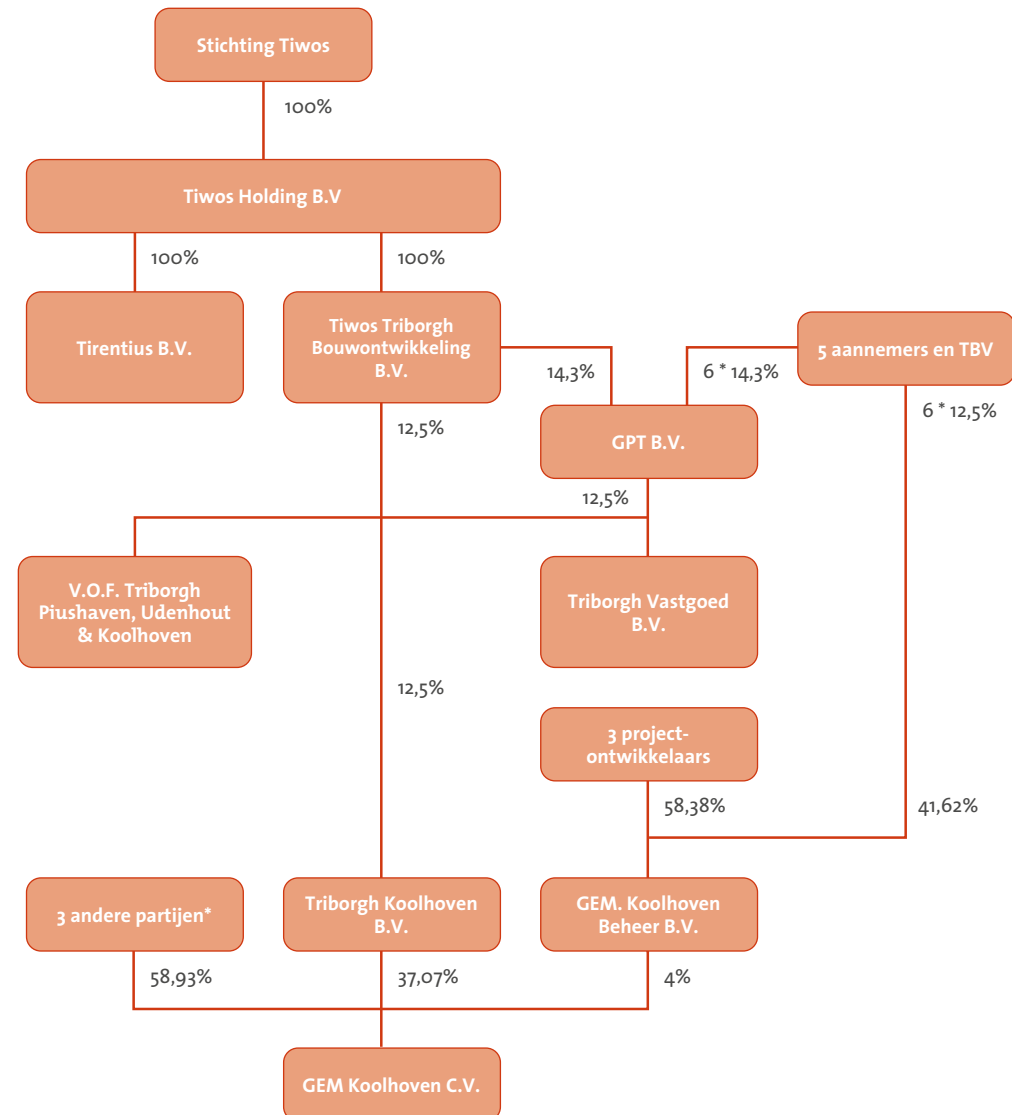 Stichting Tiwos
100%
Tiwos Holding B.V
100%
100%
Tirentius B.V.
Tiwos Triborgh
Bouwontwikkeling
B.V.
5 aannemers en TBV
14,3%
6 * 14,3%
12,5%
6 * 12,5%
GPT B.V.
12,5%
V.O.F. Triborgh
Piushaven, Udenhout
& Koolhoven
Triborgh Vastgoed
B.V.
12,5%
3 project-
ontwikkelaars
58,38%
41,62%
3 andere partijen*
Triborgh Koolhoven
B.V.
GEM. Koolhoven
Beheer B.V.
58,93%
37,07%
4%
GEM Koolhoven C.V.